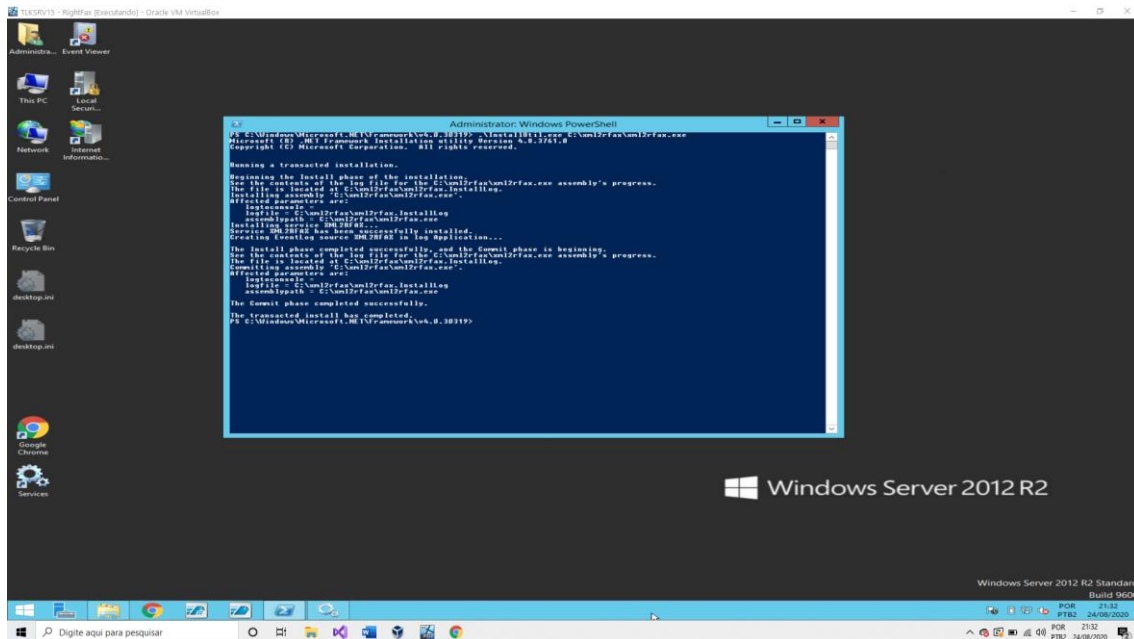 TLKSRV15 - RightFax [Executando] - Oracle VM VirtualBox
Administra...
Event Viewer
This PC
Local Securi...
Network
Internet Informatio...
Control Panel
Recycle Bin
desktop.ini
desktop.ini
Google Chrome
Services
Administrator: Windows PowerShell
PS C:\Windows\Microsoft.NET\Framework\v4.0.30319> .\InstallUtil.exe C:\xml2rfax\xml2rfax.exe
Microsoft (R) .NET Framework Installation utility Version 4.8.3761.0
Copyright (C) Microsoft Corporation.  All rights reserved.
Running a transacted installation.
Beginning the Install phase of the installation.
See the contents of the log file for the C:\xml2rfax\xml2rfax.exe assembly's progress.
The file is located at C:\xml2rfax\xml2rfax.InstallLog.
Installing assembly 'C:\xml2rfax\xml2rfax.exe'.
Affected parameters are:
logtoconsole =
logfile = C:\xml2rfax\xml2rfax.InstallLog
assemblypath = C:\xml2rfax\xml2rfax.exe
Installing service XML2RFAX...
Service XML2RFAX has been successfully installed.
Creating EventLog source XML2RFAX in log Application...
The Install phase completed successfully, and the Commit phase is beginning.
See the contents of the log file for the C:\xml2rfax\xml2rfax.exe assembly's progress.
The file is located at C:\xml2rfax\xml2rfax.InstallLog.
Committing assembly 'C:\xml2rfax\xml2rfax.exe'.
Affected parameters are:
logtoconsole =
logfile = C:\xml2rfax\xml2rfax.InstallLog
assemblypath = C:\xml2rfax\xml2rfax.exe
The Commit phase completed successfully.
The transacted install has completed.
PS C:\Windows\Microsoft.NET\Framework\v4.0.30319>
Windows Server 2012 R2
Windows Server 2012 R2 Standar
Build 960
POR 21:32
PTB2 24/08/2020
Digite aqui para pesquisar
POR 21:32
PTB2 24/08/2020